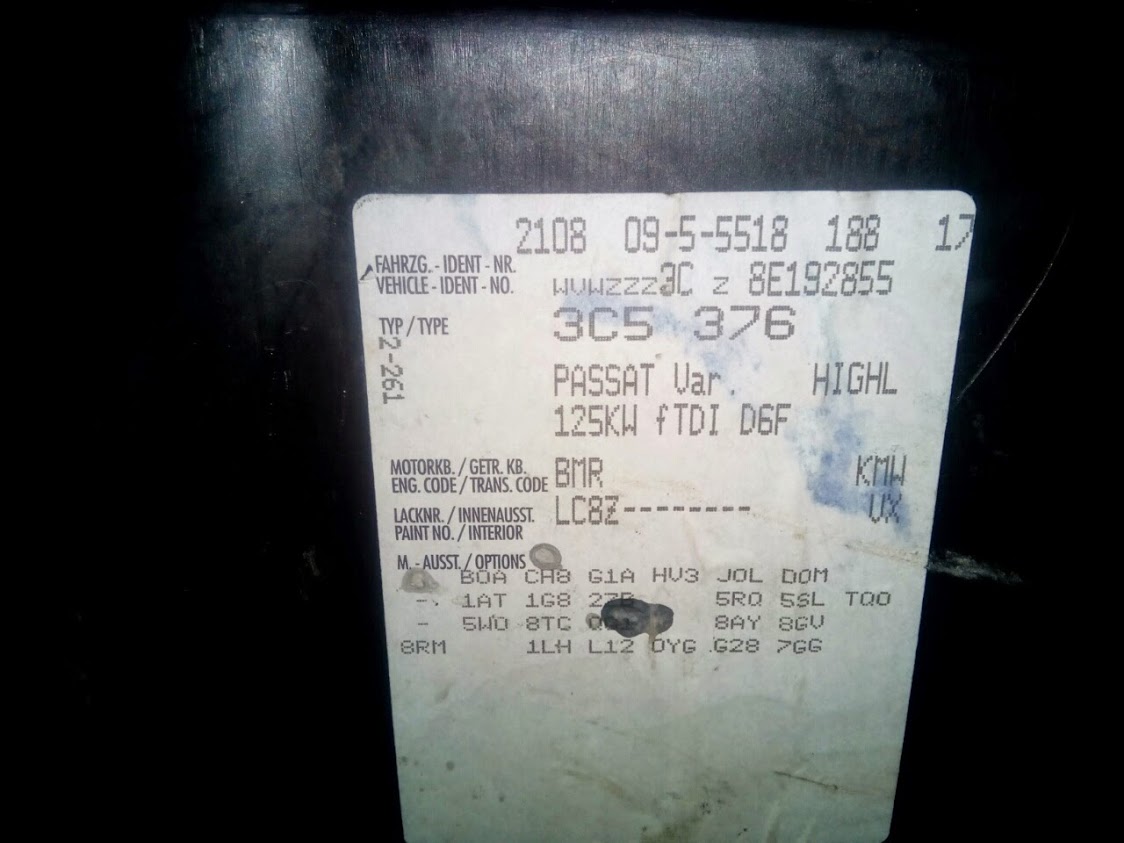 2108 09-5-5518 188 17
FAHRZG. - IDENT - NR.
VEHICLE - IDENT - NO. WVWZZZ3C Z 8E192855
TYP / TYPE 3C5 376
2-261
PASSAT Var. HIGHL
125KW fTDI D6F
MOTORKB. / GETR. KB.
ENG. CODE / TRANS. CODE BMR KMW
LACKNR. / INNENAUSST. LC8Z-------- UX
PAINT NO. / INTERIOR
M. - AUSST. / OPTIONS
B0A CH8 G1A HV3 J0L D0M
- 1AT 1G8 5RQ 5SL TQ0
- 5W0 8TC 8AY 8GV
8RM 1LH L12 0YG G28 7GG